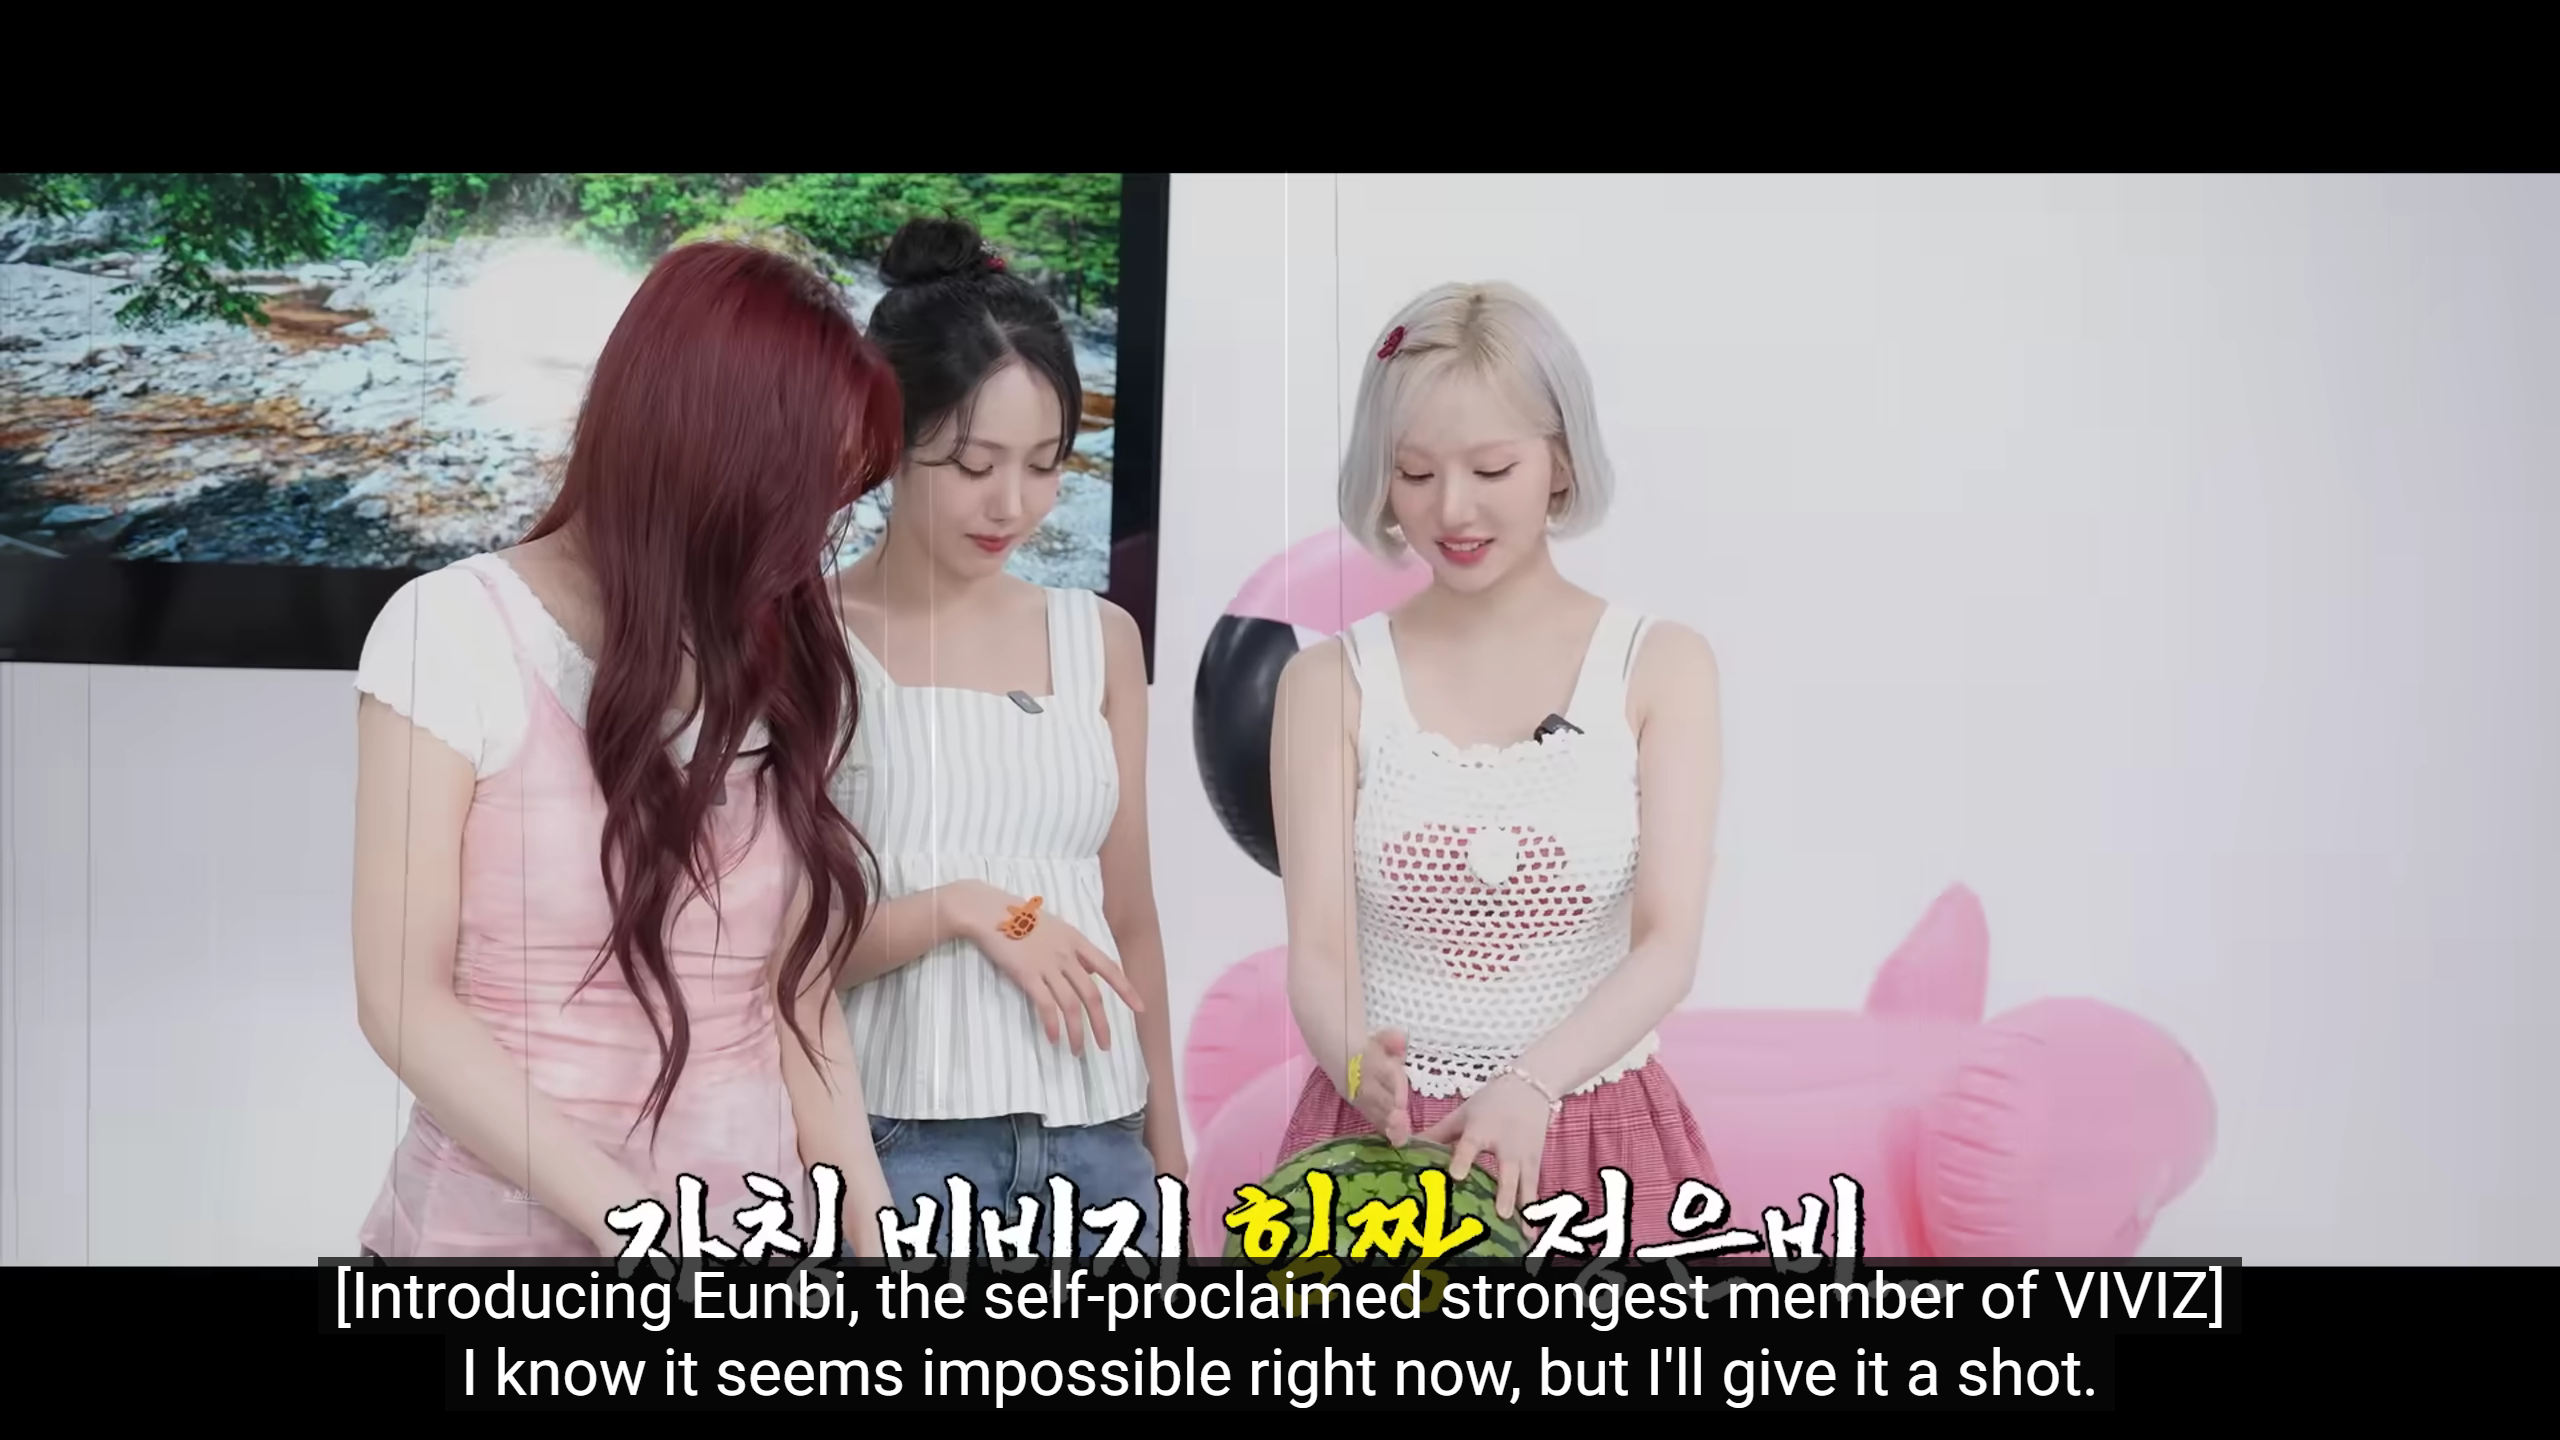 자칭 비비지 힘짱 정은비...
[Introducing Eunbi, the self-proclaimed strongest member of VIVIZ]
I know it seems impossible right now, but I'll give it a shot.